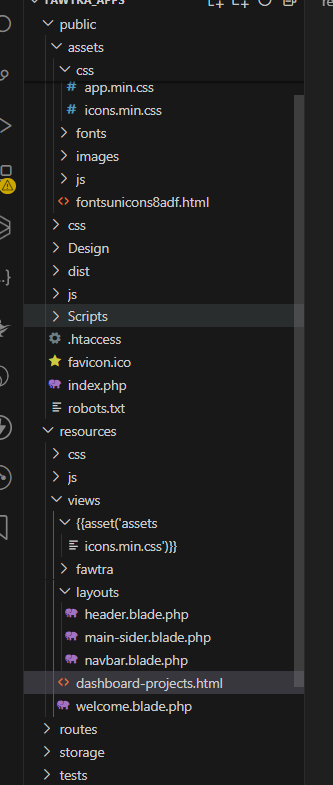 FAWTRA_APPS
public
assets
css
app.min.css
icons.min.css
fonts
images
js
fontsunicons8adf.html
css
Design
dist
js
Scripts
.htaccess
favicon.ico
index.php
robots.txt
resources
css
js
views
{{asset('assets
icons.min.css')}}
fawtra
layouts
header.blade.php
main-sider.blade.php
navbar.blade.php
dashboard-projects.html
welcome.blade.php
routes
storage
tests